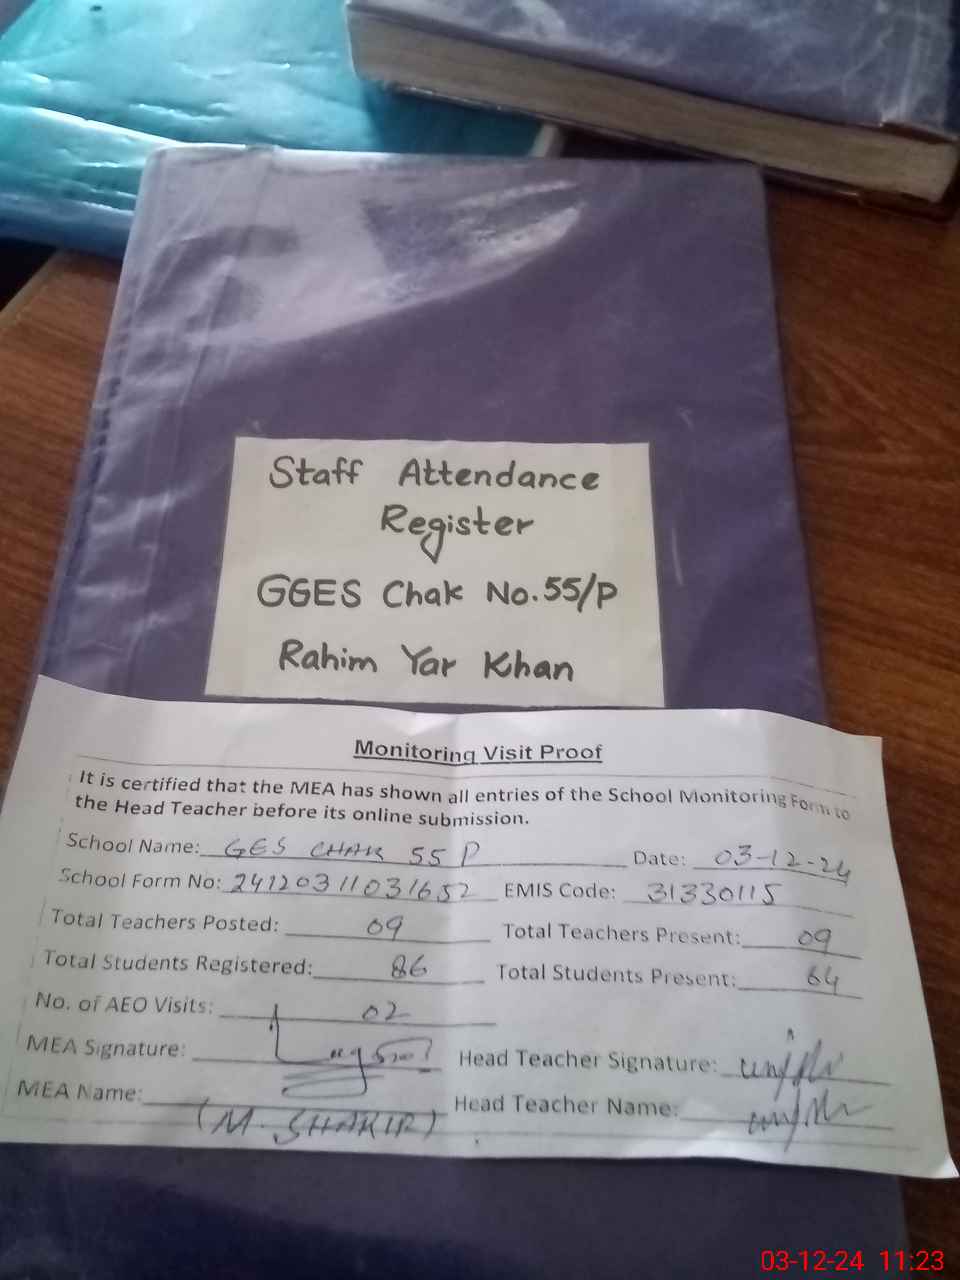 Staff Attendance
Register
GGES Chak No.55/P
Rahim Yar Khan
Monitoring Visit Proof
It is certified that the MEA has shown all entries of the School Monitoring Form to
the Head Teacher before its online submission.
School Name: GES CHAK 55 P Date: 03-12-24
School Form No: 24120311031652 EMIS Code: 31330115
Total Teachers Posted: 09 Total Teachers Present: 09
Total Students Registered: 86 Total Students Present: 64
No. of AEO Visits: 02
MEA Signature: Head Teacher Signature:
MEA Name: (M. SHAKIR) Head Teacher Name:
03-12-24 11:23